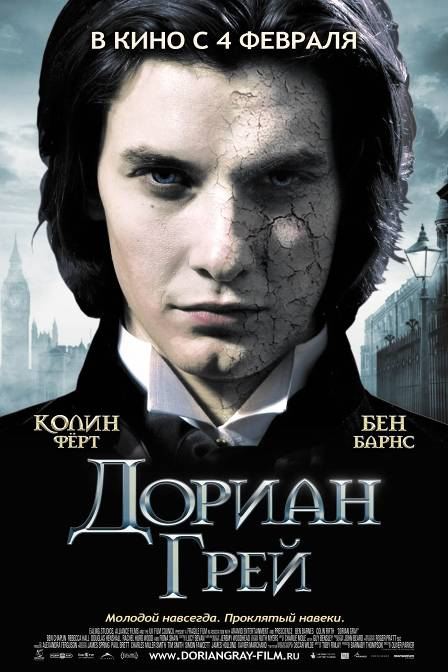 В КИНО С 4 ФЕВРАЛЯ
КОЛИН
ФЁРТ
БЕН
БАРНС
ДОРИАН
ГРЕЙ
Молодой навсегда. Проклятый навеки.
WWW.DORIANGRAY-FILM.RU